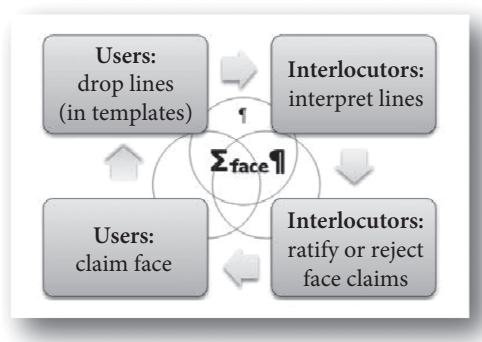 Users:
drop lines
(in templates)
Interlocutors:
interpret lines
¶
Σface¶
Users:
claim face
Interlocutors:
ratify or reject
face claims